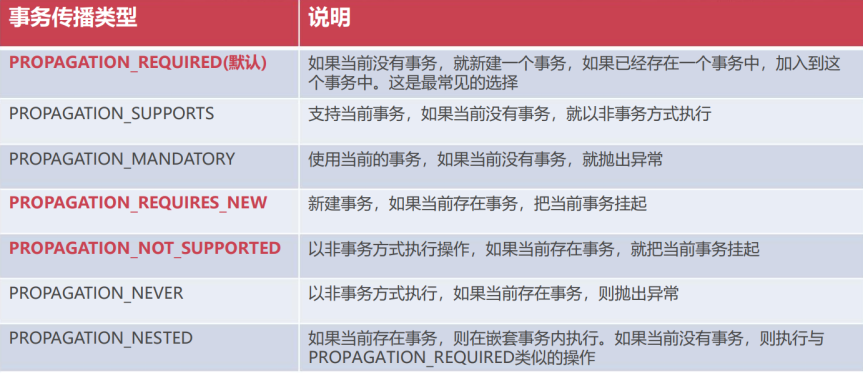 事务传播类型 说明
PROPAGATION_REQUIRED(默认) 如果当前没有事务，就新建一个事务，如果已经存在一个事务中，加入到这
个事务中。这是最常见的选择
PROPAGATION_SUPPORTS 支持当前事务，如果当前没有事务，就以非事务方式执行
PROPAGATION_MANDATORY 使用当前的事务，如果当前没有事务，就抛出异常
PROPAGATION_REQUIRES_NEW 新建事务，如果当前存在事务，把当前事务挂起
PROPAGATION_NOT_SUPPORTED 以非事务方式执行操作，如果当前存在事务，就把当前事务挂起
PROPAGATION_NEVER 以非事务方式执行，如果当前存在事务，则抛出异常
PROPAGATION_NESTED 如果当前存在事务，则在嵌套事务内执行。如果当前没有事务，则执行与
PROPAGATION_REQUIRED类似的操作